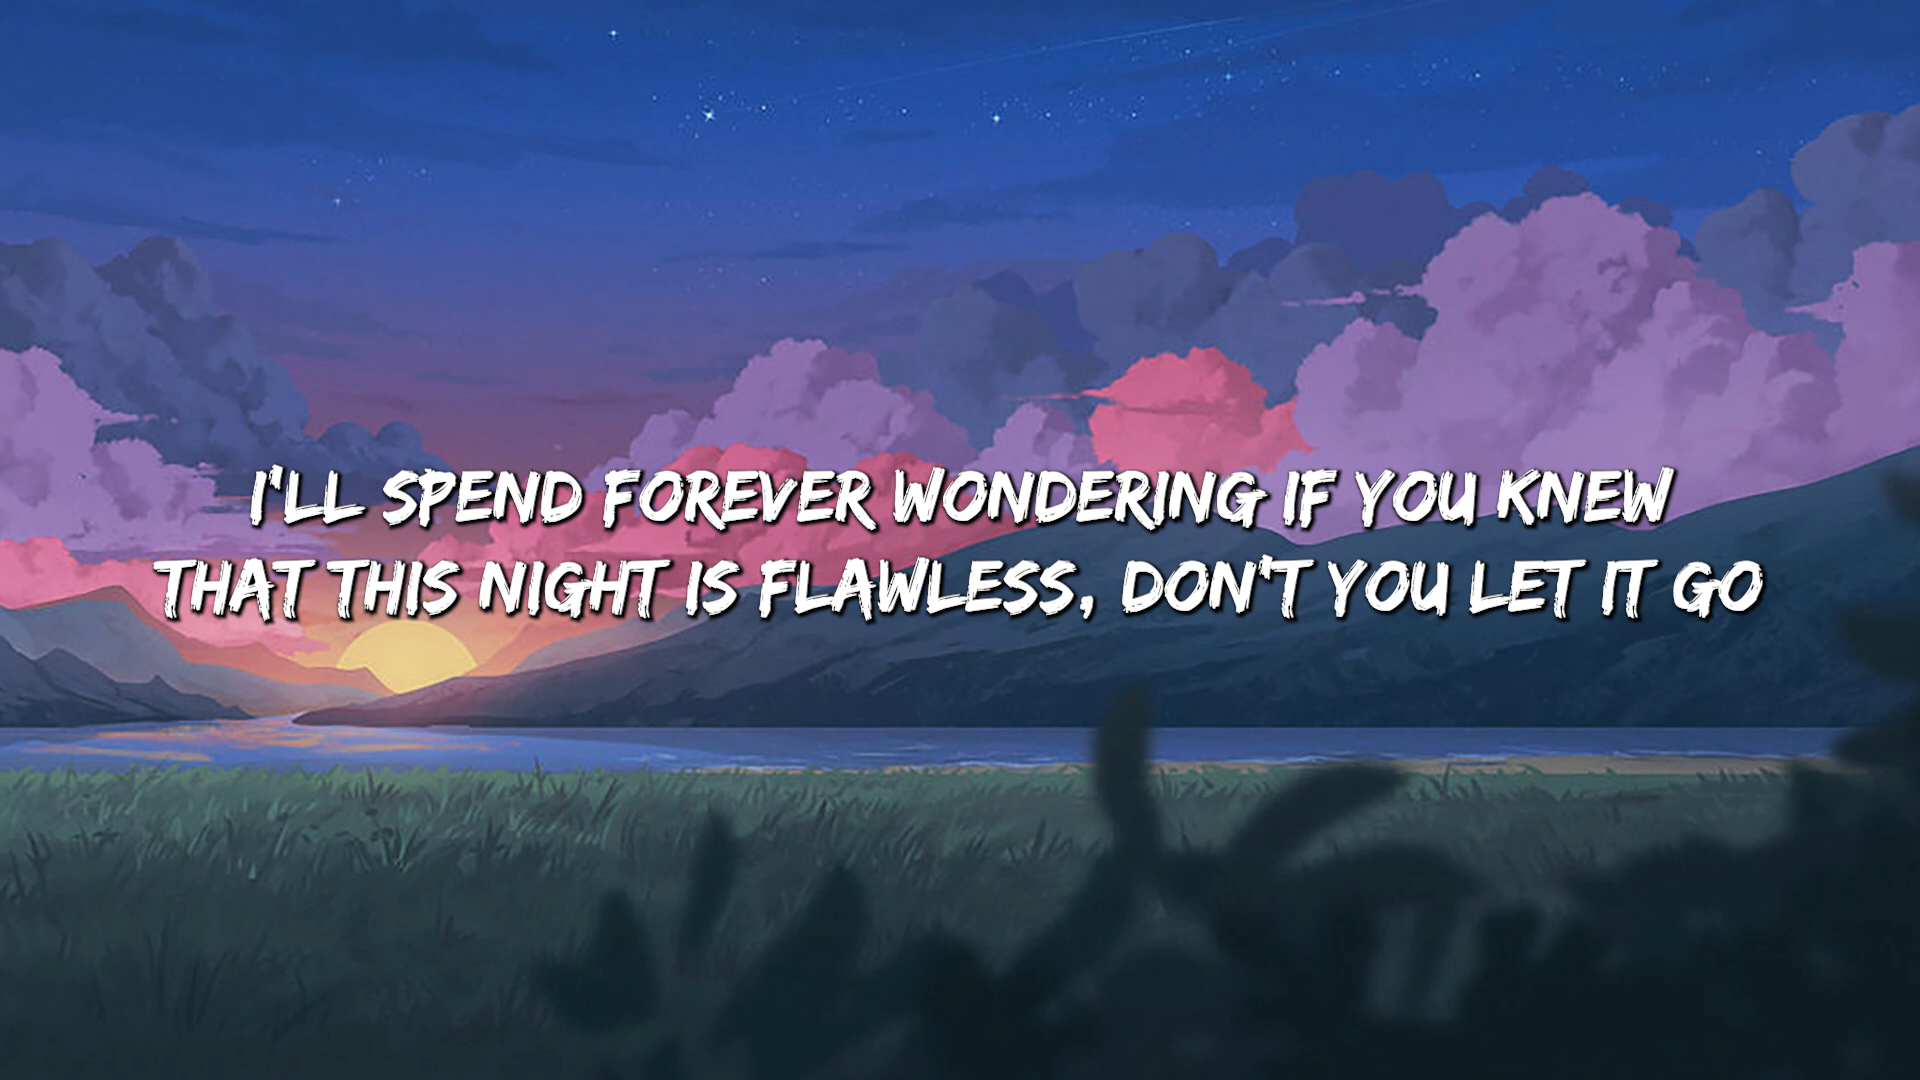 I'LL SPEND FOREVER WONDERING IF YOU KNEW
THAT THIS NIGHT IS FLAWLESS, DON'T YOU LET IT GO